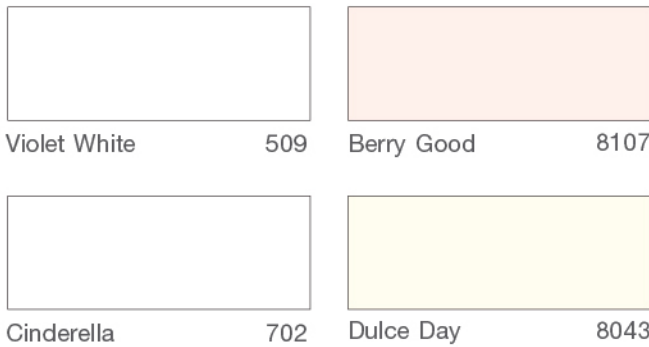 Violet White 509 Berry Good 8107
Cinderella 702 Dulce Day 8043